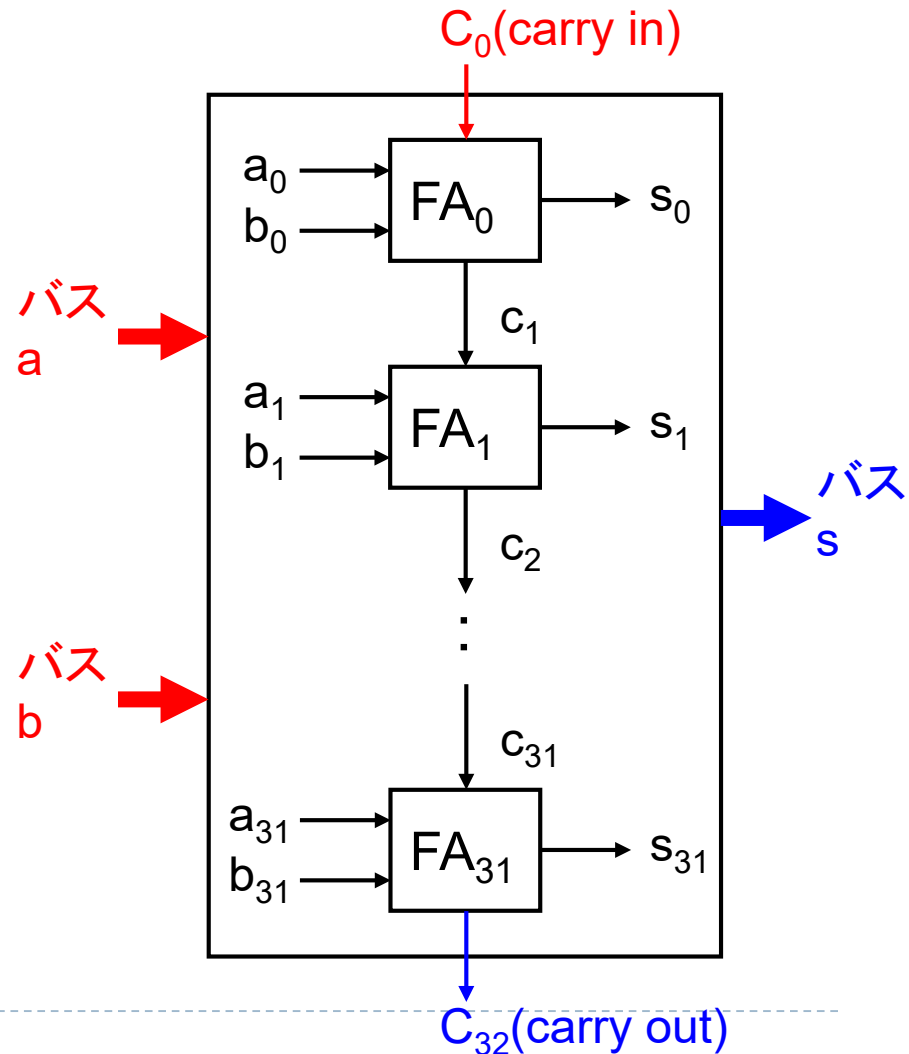 C₀(carry in)
a₀
b₀
FA₀
s₀
バス
a
c₁
a₁
b₁
FA₁
s₁
バス
s
c₂
⋮
バス
b
c₃₁
a₃₁
b₃₁
FA₃₁
s₃₁
C₃₂(carry out)